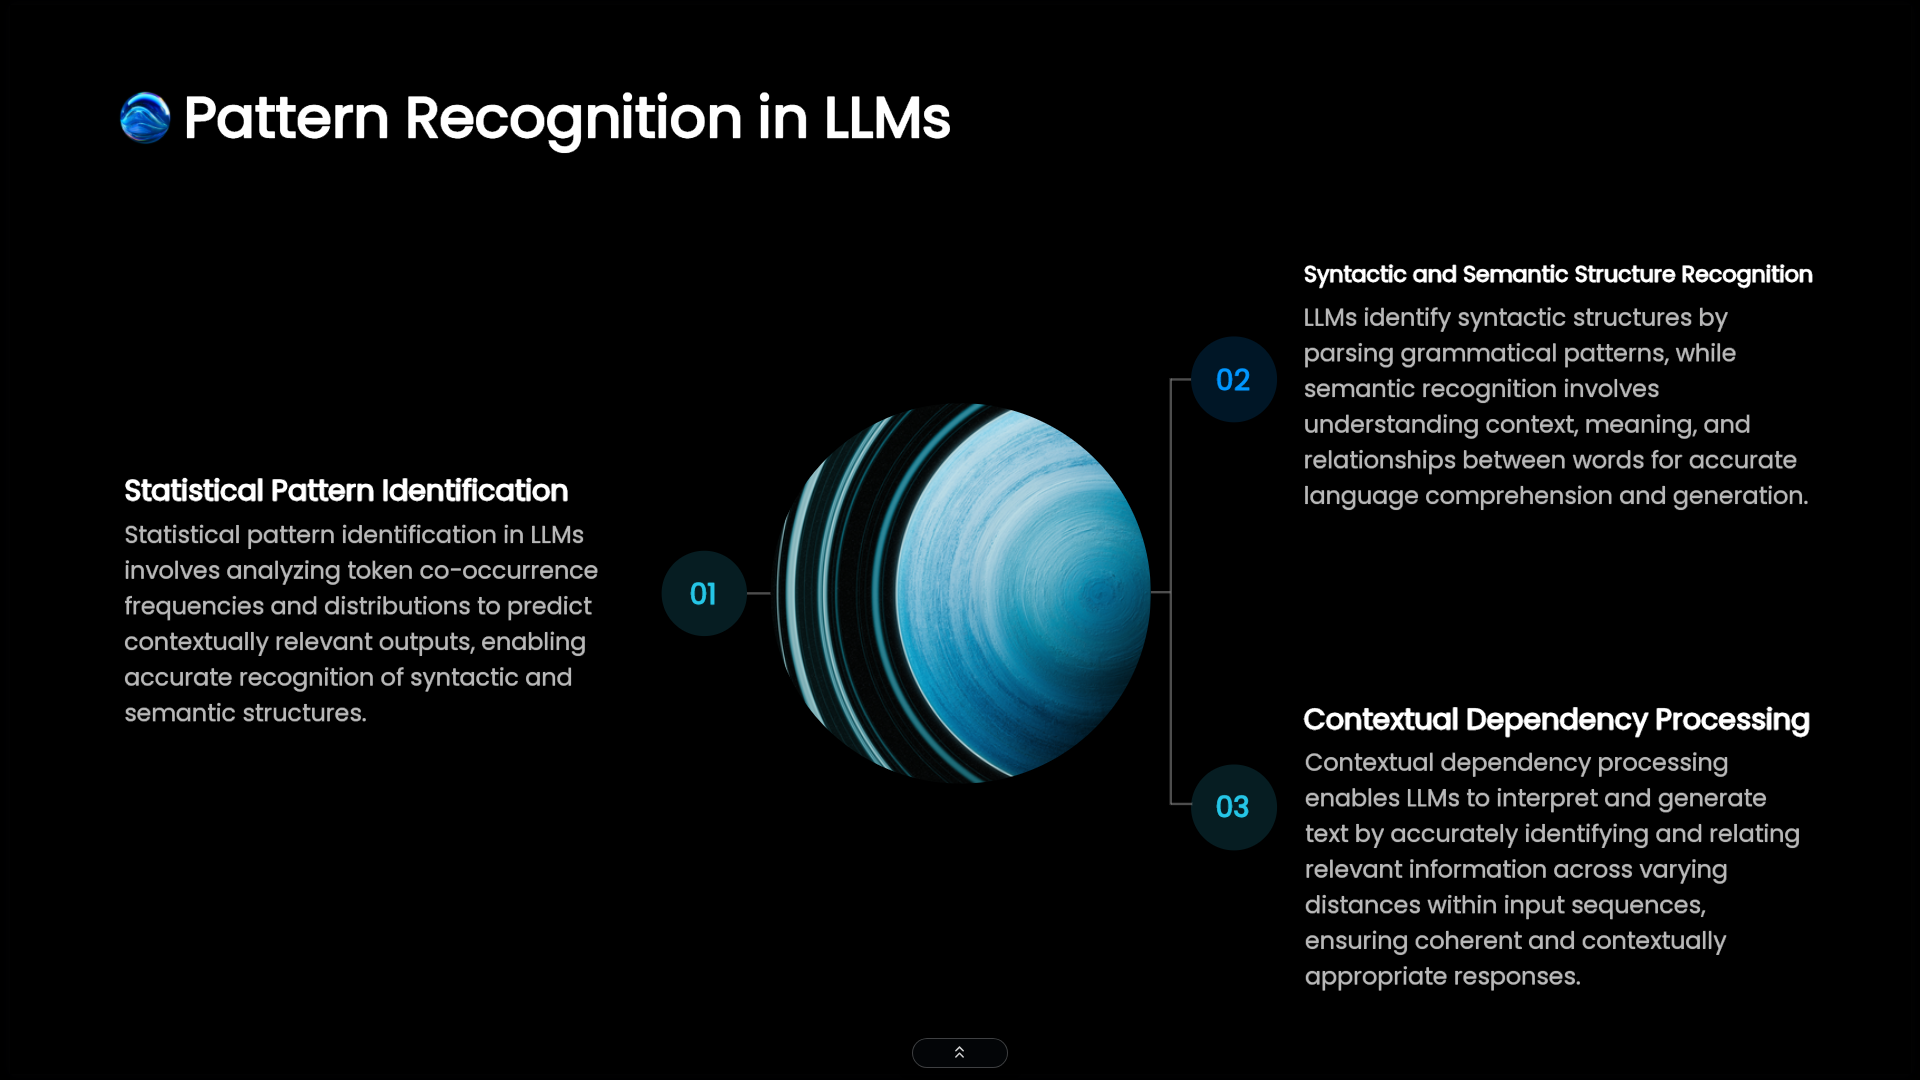 Pattern Recognition in LLMs
Statistical Pattern Identification
Statistical pattern identification in LLMs
involves analyzing token co-occurrence
frequencies and distributions to predict
contextually relevant outputs, enabling
accurate recognition of syntactic and
semantic structures.
01
02
Syntactic and Semantic Structure Recognition
LLMs identify syntactic structures by
parsing grammatical patterns, while
semantic recognition involves
understanding context, meaning, and
relationships between words for accurate
language comprehension and generation.
03
Contextual Dependency Processing
Contextual dependency processing
enables LLMs to interpret and generate
text by accurately identifying and relating
relevant information across varying
distances within input sequences,
ensuring coherent and contextually
appropriate responses.